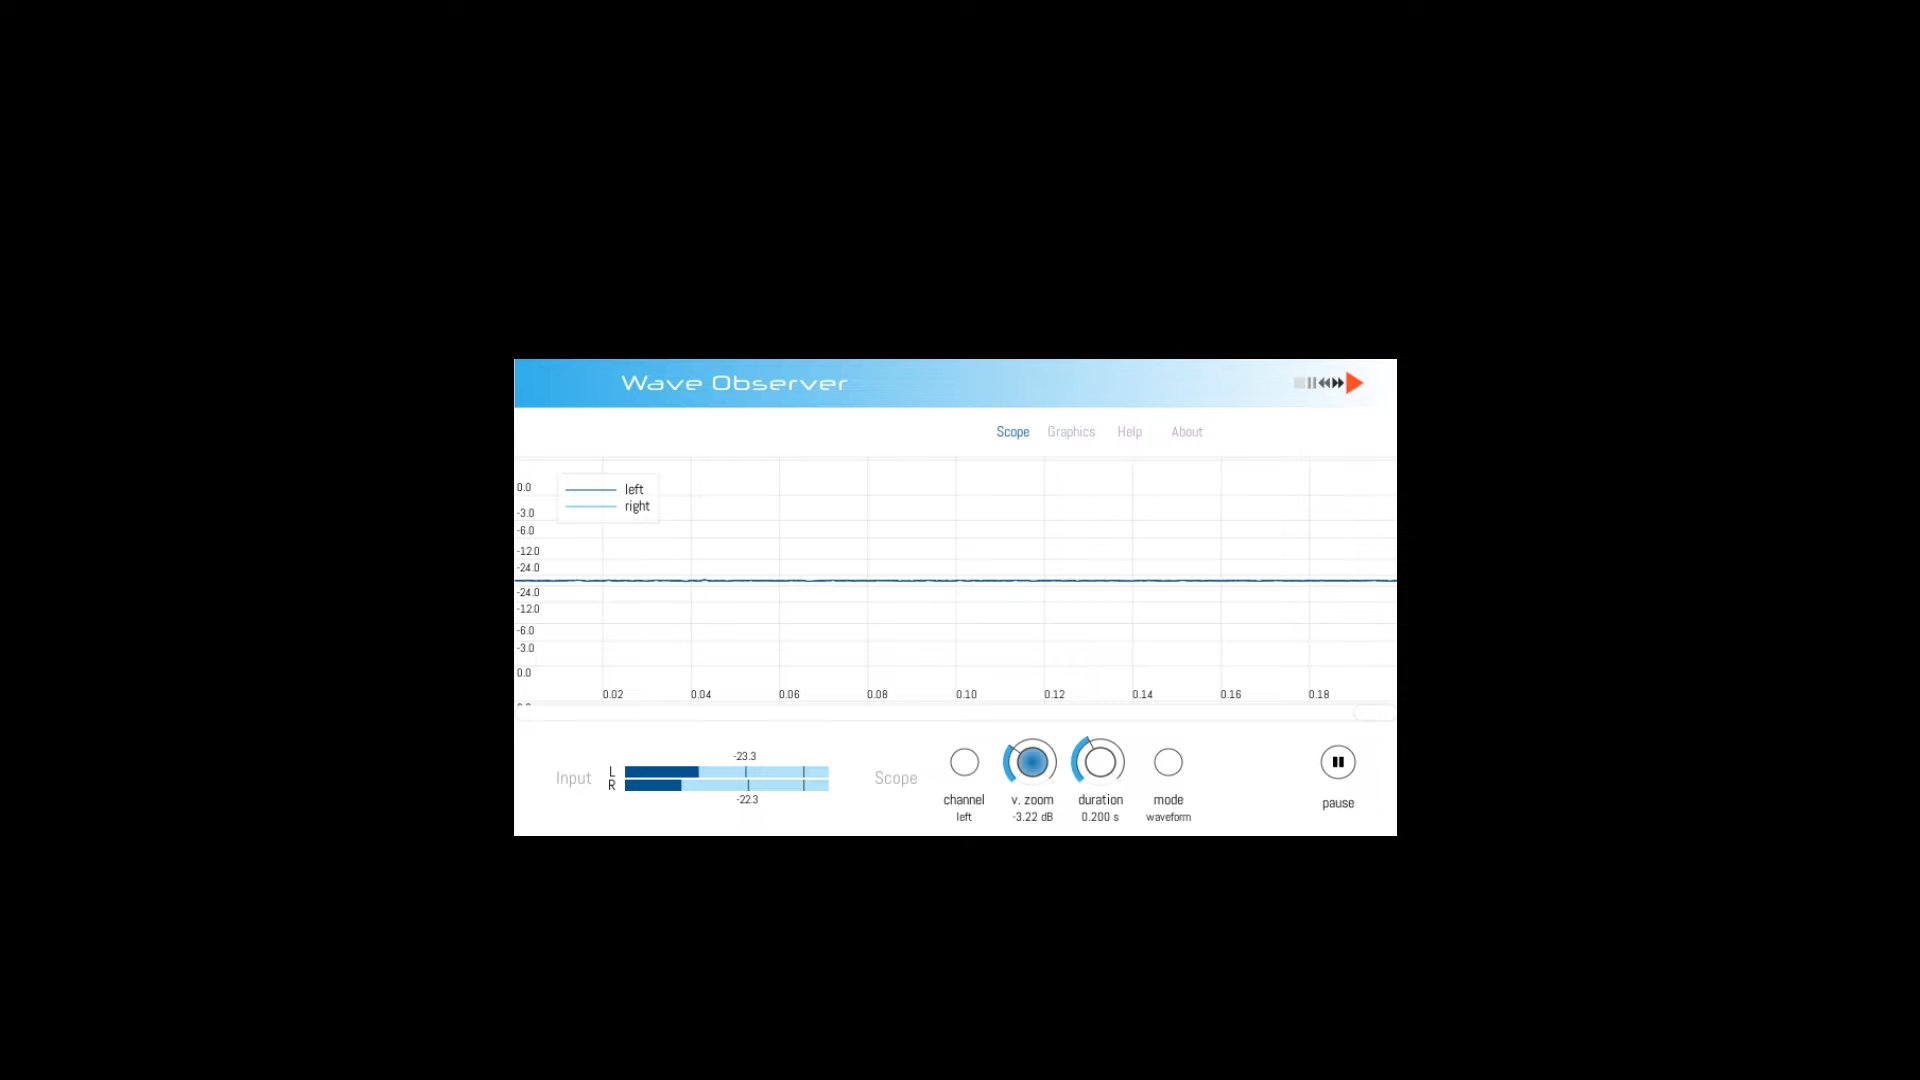 Wave Observer
Scope Graphics Help About
0.0
left
right
-3.0
-6.0
-12.0
-24.0
-24.0
-12.0
-6.0
-3.0
0.0
0.02 0.04 0.06 0.08 0.10 0.12 0.14 0.16 0.18
-23.3
Input L R
-22.3
Scope
channel v. zoom duration mode pause
left -3.22 dB 0.200 s waveform